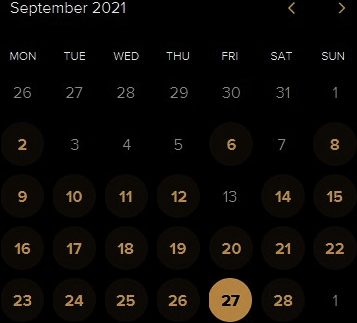 September 2021
MON TUE WED THU FRI SAT SUN
26 27 28 29 30 31 1
2 3 4 5 6 7 8
9 10 11 12 13 14 15
16 17 18 19 20 21 22
23 24 25 26 27 28 1